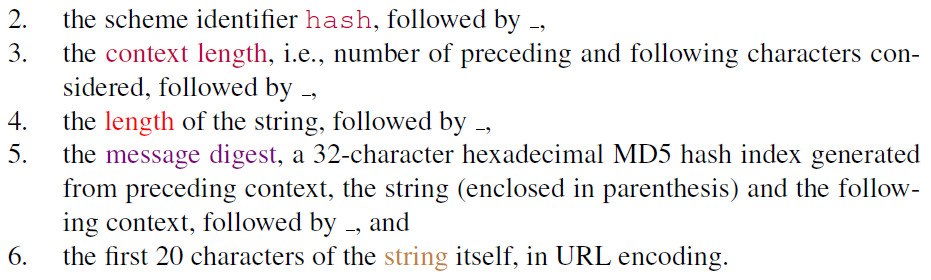 2. the scheme identifier hash, followed by _,
3. the context length, i.e., number of preceding and following characters con-
sidered, followed by _,
4. the length of the string, followed by _,
5. the message digest, a 32-character hexadecimal MD5 hash index generated
from preceding context, the string (enclosed in parenthesis) and the follow-
ing context, followed by _, and
6. the first 20 characters of the string itself, in URL encoding.